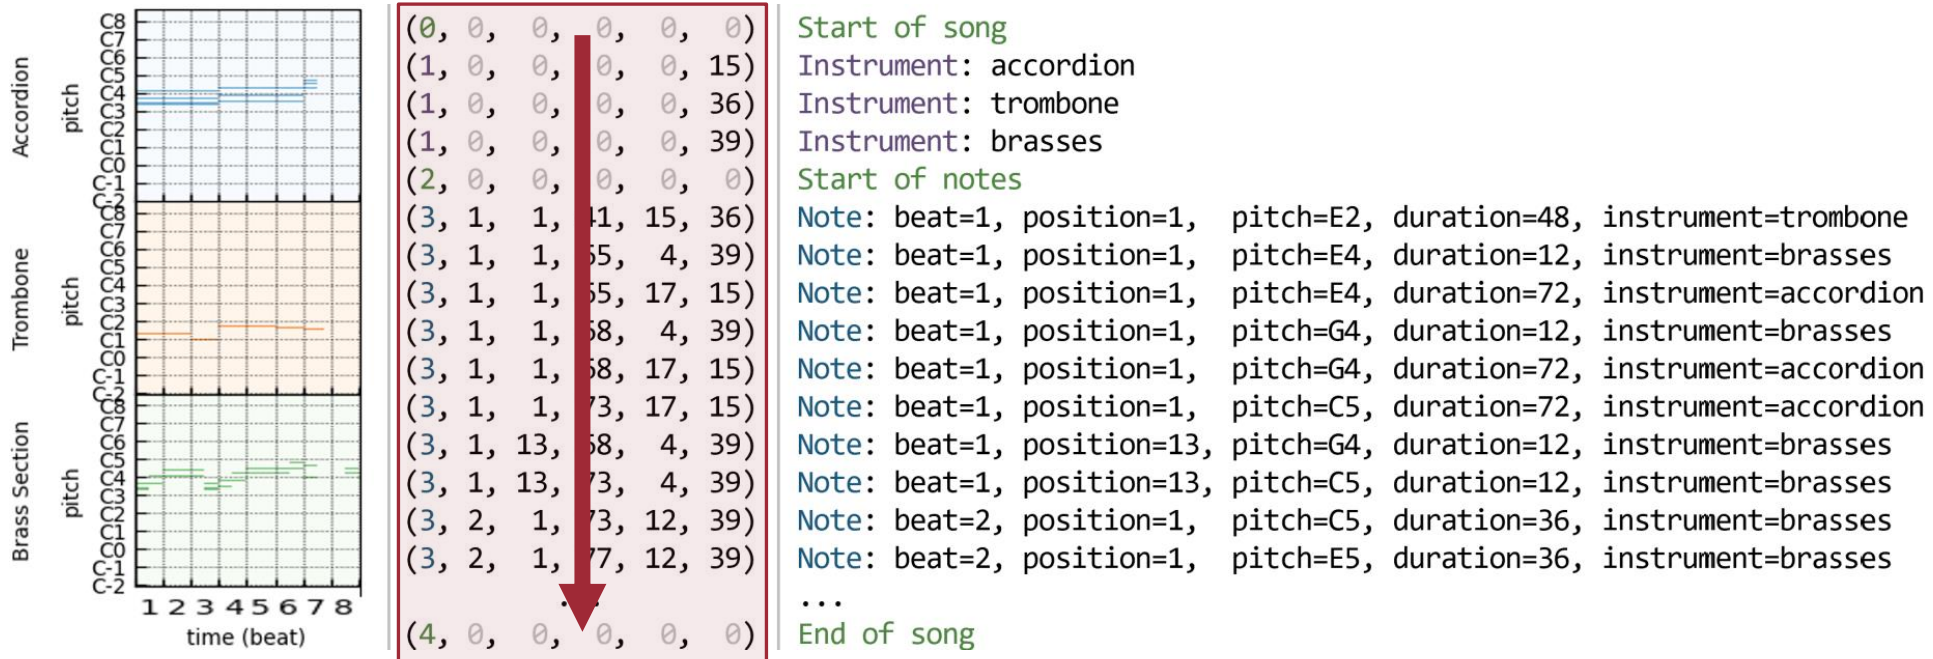 Accordion
pitch
C8
C7
C6
C5
C4
C3
C2
C1
C0
C-1
C-2
Trombone
pitch
C8
C7
C6
C5
C4
C3
C2
C1
C0
C-1
C-2
Brass Section
pitch
C8
C7
C6
C5
C4
C3
C2
C1
C0
C-1
C-2
1 2 3 4 5 6 7 8
time (beat)
(0, 0, 0, 0, 0, 0) Start of song
(1, 0, 0, 0, 0, 15) Instrument: accordion
(1, 0, 0, 0, 0, 36) Instrument: trombone
(1, 0, 0, 0, 0, 39) Instrument: brasses
(2, 0, 0, 0, 0, 0) Start of notes
(3, 1, 1, 41, 15, 36) Note: beat=1, position=1, pitch=E2, duration=48, instrument=trombone
(3, 1, 1, 65, 4, 39) Note: beat=1, position=1, pitch=E4, duration=12, instrument=brasses
(3, 1, 1, 65, 17, 15) Note: beat=1, position=1, pitch=E4, duration=72, instrument=accordion
(3, 1, 1, 68, 4, 39) Note: beat=1, position=1, pitch=G4, duration=12, instrument=brasses
(3, 1, 1, 68, 17, 15) Note: beat=1, position=1, pitch=G4, duration=72, instrument=accordion
(3, 1, 1, 73, 17, 15) Note: beat=1, position=1, pitch=C5, duration=72, instrument=accordion
(3, 1, 13, 68, 4, 39) Note: beat=1, position=13, pitch=G4, duration=12, instrument=brasses
(3, 1, 13, 73, 4, 39) Note: beat=1, position=13, pitch=C5, duration=12, instrument=brasses
(3, 2, 1, 73, 12, 39) Note: beat=2, position=1, pitch=C5, duration=36, instrument=brasses
(3, 2, 1, 77, 12, 39) Note: beat=2, position=1, pitch=E5, duration=36, instrument=brasses
... ...
(4, 0, 0, 0, 0, 0) End of song